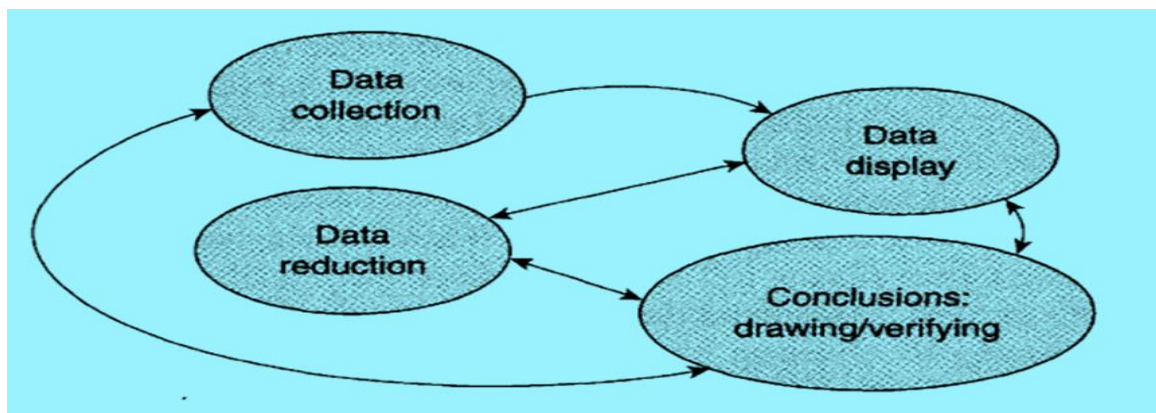 Data
collection
Data
display
Data
reduction
Conclusions:
drawing/verifying